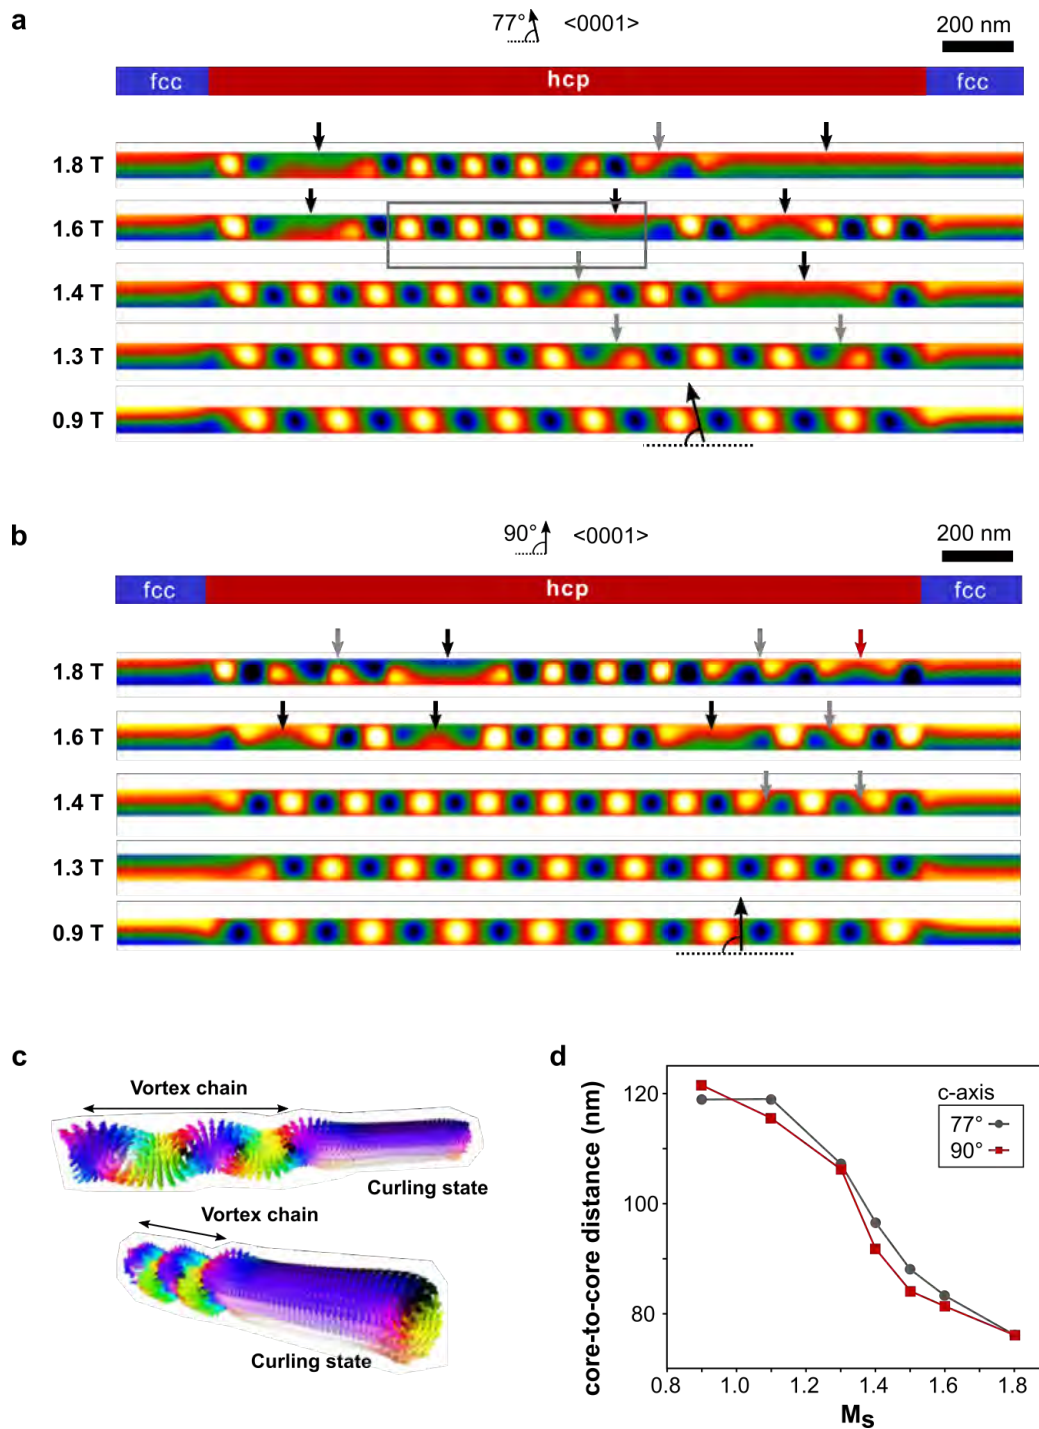 a
77° <0001>
200 nm
fcc hcp fcc
1.8 T
1.6 T
1.4 T
1.3 T
0.9 T
b
90° <0001>
200 nm
fcc hcp fcc
1.8 T
1.6 T
1.4 T
1.3 T
0.9 T
c
Vortex chain
Curling state
Vortex chain
Curling state
d
core-to-core distance (nm)
120
100
80
c-axis
77°
90°
0.8 1.0 1.2 1.4 1.6 1.8
Ms